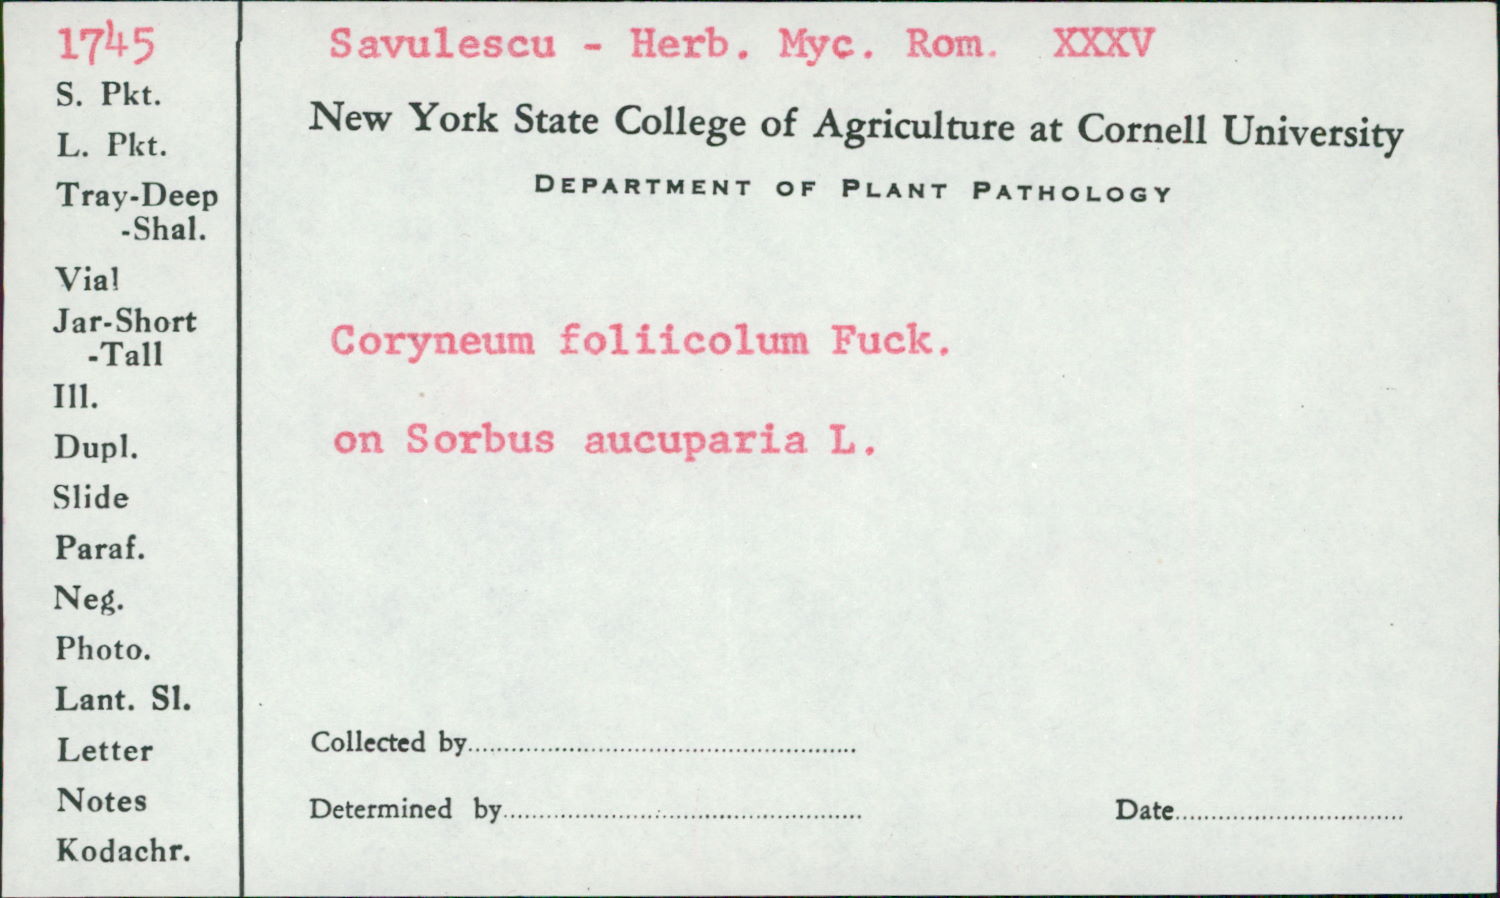 1745
S. Pkt.
L. Pkt.
Tray-Deep
-Shal.
Vial
Jar-Short
-Tall
Ill.
Dupl.
Slide
Paraf.
Neg.
Photo.
Lant. Sl.
Letter
Notes
Kodachr.
Savulescu - Herb. Myc. Rom. XXXV
New York State College of Agriculture at Cornell University
DEPARTMENT OF PLANT PATHOLOGY
Coryneum foliicolum Fuck.
on Sorbus aucuparia L.
Collected by
Determined by
Date